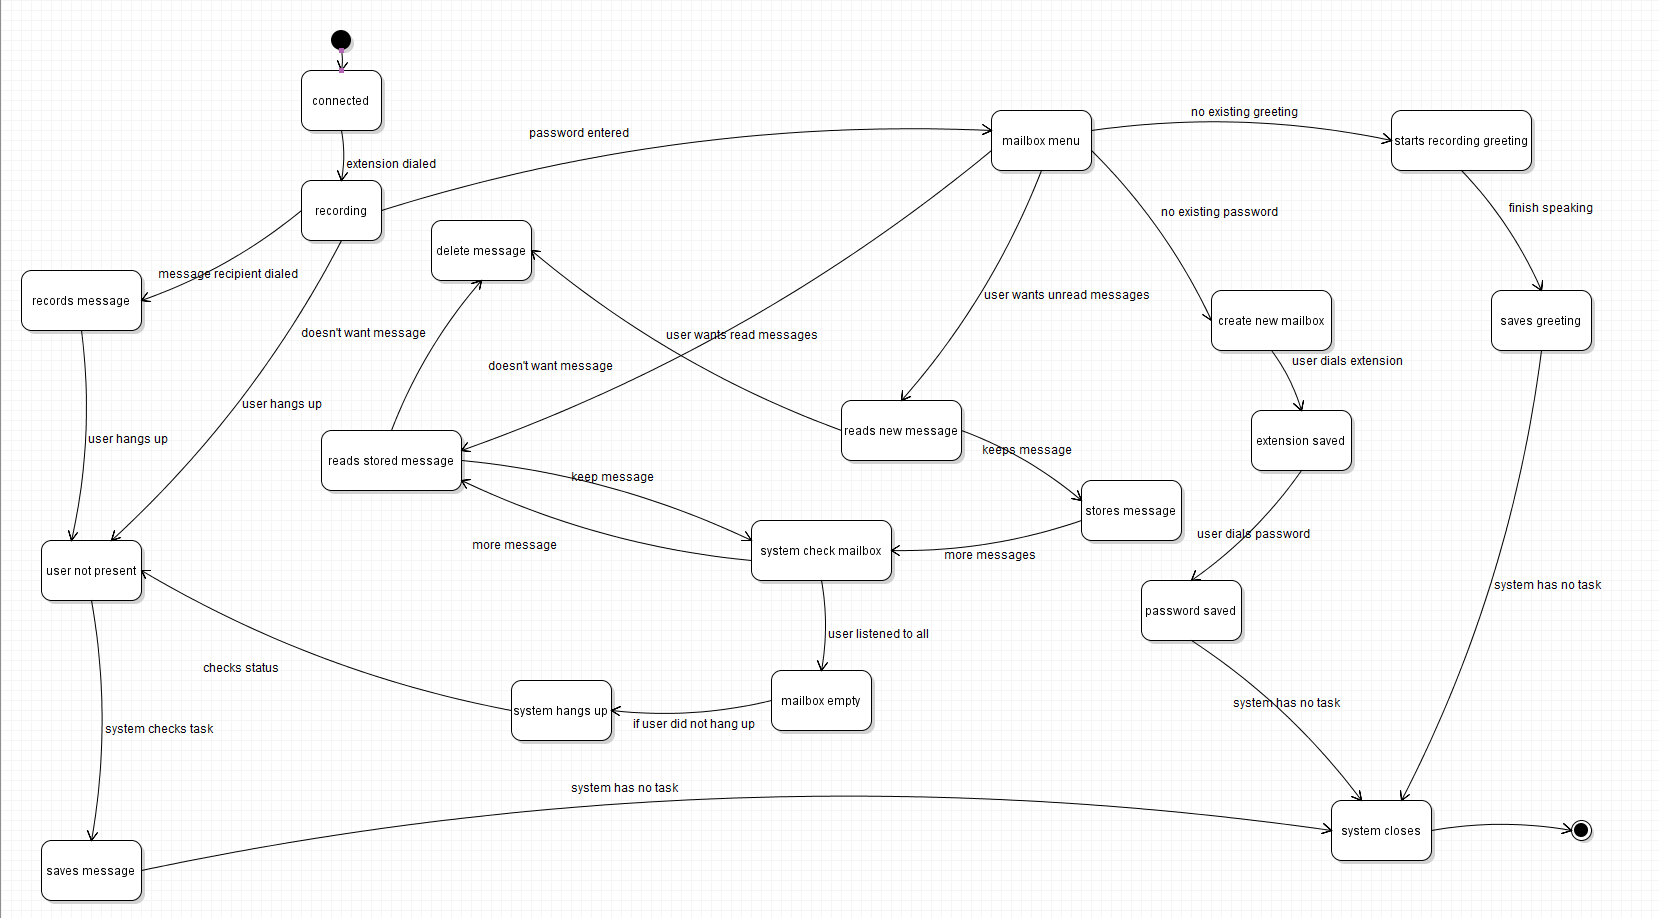 connected
no existing greeting
password entered
mailbox menu
starts recording greeting
extension dialed
recording
no existing password
finish speaking
delete message
message recipient dialed
user wants unread messages
records message
create new mailbox
saves greeting
doesn't want message
user wants read messages
user dials extension
doesn't want message
user hangs up
reads new message
user hangs up
extension saved
keeps message
reads stored message
keep message
stores message
user dials password
more message
system check mailbox
more messages
user not present
system has no task
password saved
user listened to all
checks status
mailbox empty
system has no task
system hangs up
if user did not hang up
system checks task
system has no task
system closes
saves message